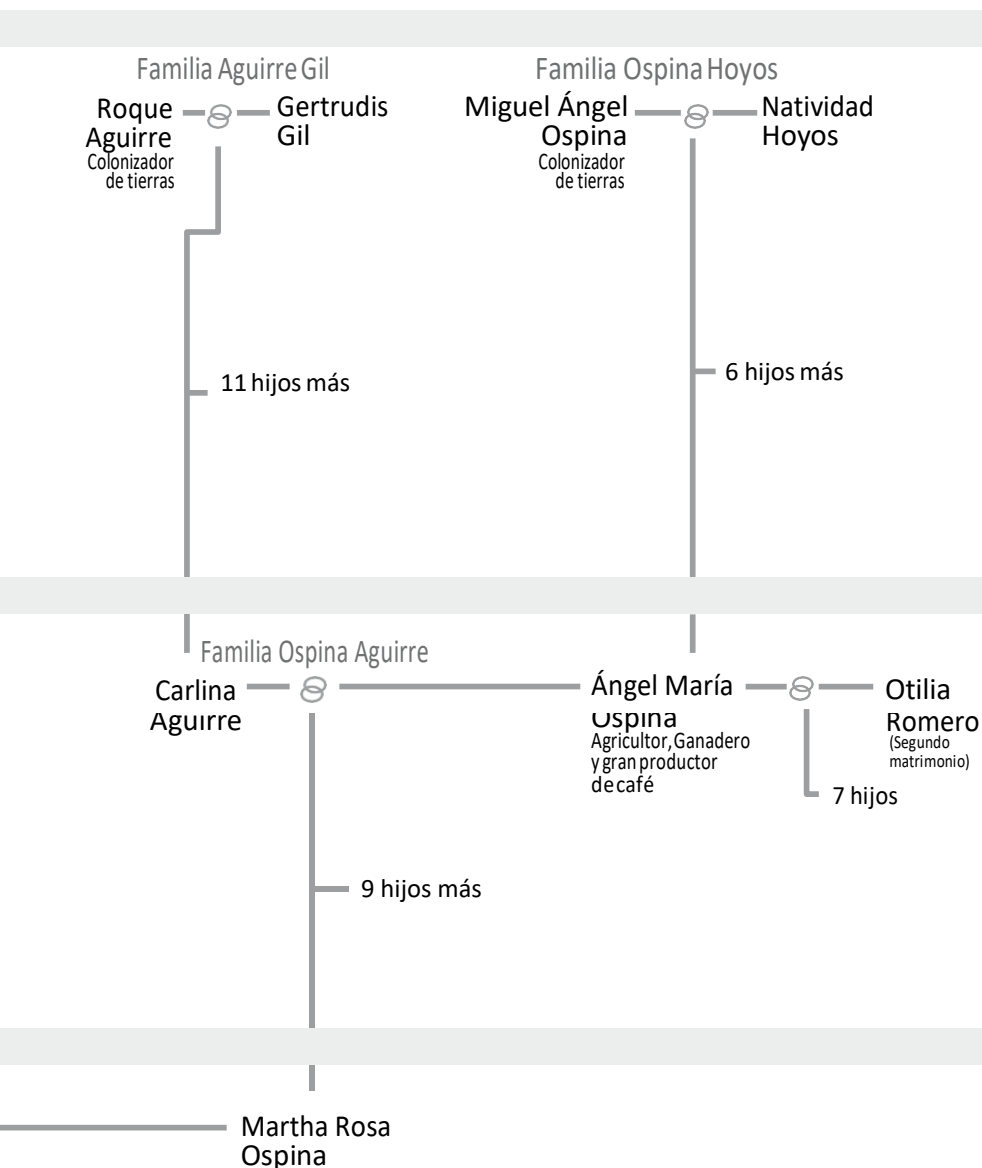 Familia Aguirre Gil
Roque
Aguirre
Colonizador
de tierras
Gertrudis
Gil
Familia Ospina Hoyos
Miguel Ángel
Ospina
Colonizador
de tierras
Natividad
Hoyos
11 hijos más
6 hijos más
Familia Ospina Aguirre
Carlina
Aguirre
Ángel María
Ospina
Agricultor, Ganadero
y gran productor
de café
Otilia
Romero
(Segundo
matrimonio)
7 hijos
9 hijos más
Martha Rosa
Ospina